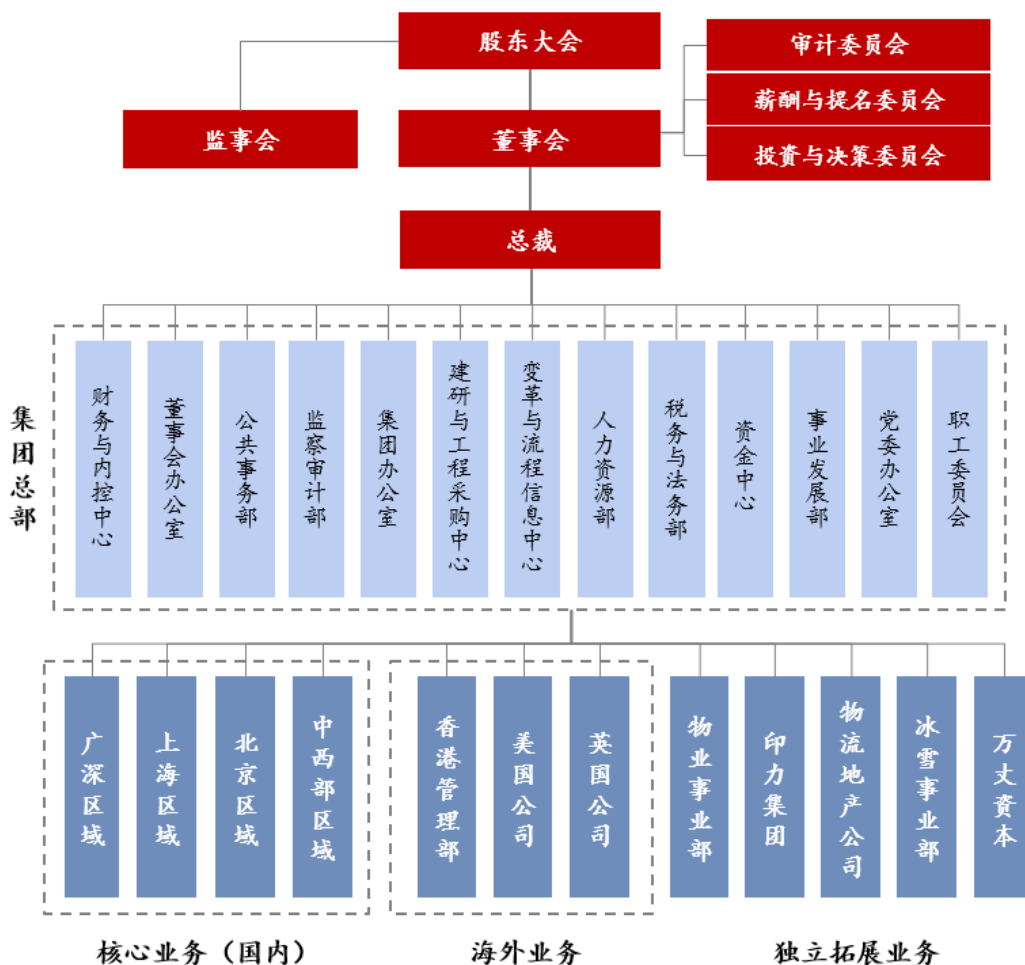 股东大会
审计委员会
薪酬与提名委员会
监事会
董事会
投资与决策委员会
总裁
集团总部
财务与内控中心
董事会办公室
公共事务部
监察审计部
集团办公室
建研与工程采购中心
变革与流程信息中心
人力资源部
税务与法务部
资金中心
事业发展部
党委办公室
职工委员会
广深区域
上海区域
北京区域
中西部区域
香港管理部
美国公司
英国公司
物业事业部
印力集团
物流地产公司
冰雪事业部
万丈资本
核心业务（国内）
海外业务
独立拓展业务